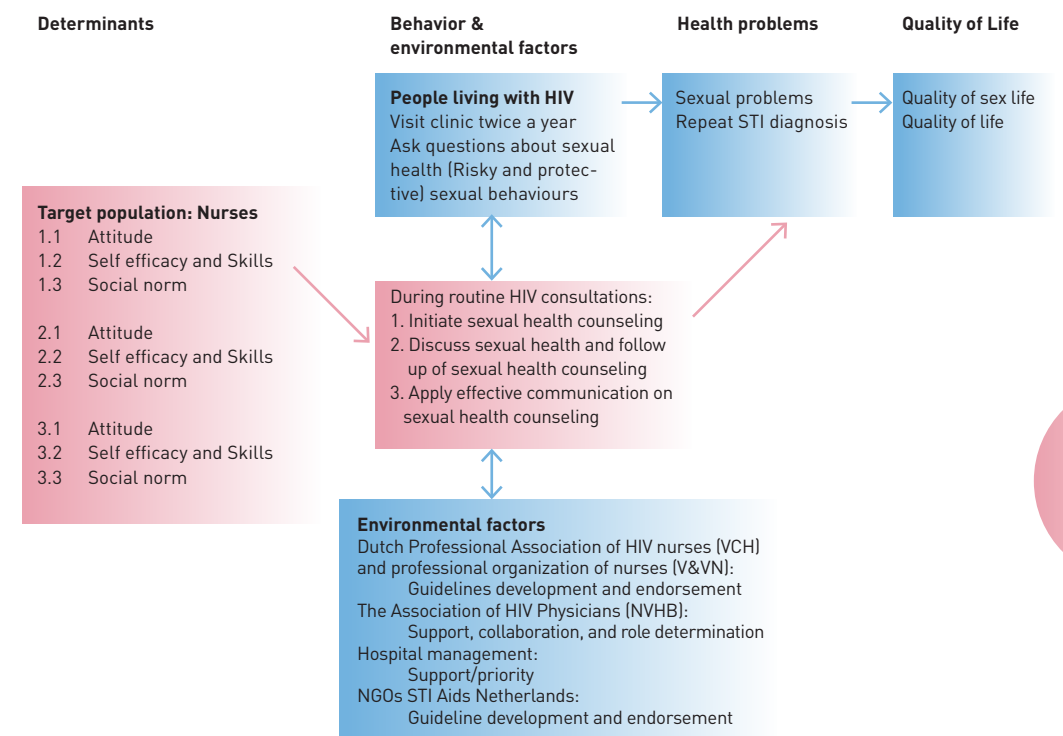 Determinants
Behavior &
environmental factors
Health problems
Quality of Life
People living with HIV
Visit clinic twice a year
Ask questions about sexual
health (Risky and protec-
tive) sexual behaviours
Sexual problems
Repeat STI diagnosis
Quality of sex life
Quality of life
Target population: Nurses
1.1 Attitude
1.2 Self efficacy and Skills
1.3 Social norm
2.1 Attitude
2.2 Self efficacy and Skills
2.3 Social norm
3.1 Attitude
3.2 Self efficacy and Skills
3.3 Social norm
During routine HIV consultations:
1. Initiate sexual health counseling
2. Discuss sexual health and follow
up of sexual health counseling
3. Apply effective communication on
sexual health counseling
Environmental factors
Dutch Professional Association of HIV nurses (VCH)
and professional organization of nurses (V&VN):
Guidelines development and endorsement
The Association of HIV Physicians (NVHB):
Support, collaboration, and role determination
Hospital management:
Support/priority
NGOs STI Aids Netherlands:
Guideline development and endorsement